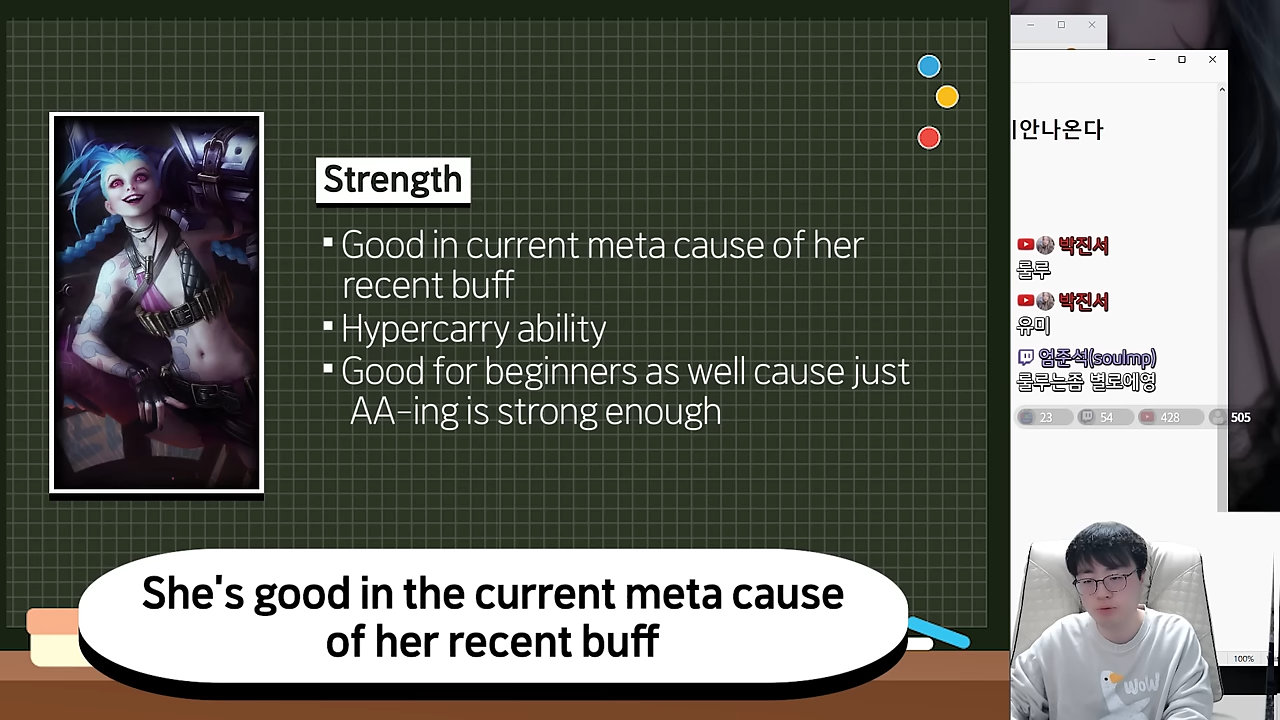 Strength
▪ Good in current meta cause of her
recent buff
▪ Hypercarry ability
▪ Good for beginners as well cause just
AA-ing is strong enough
She's good in the current meta cause
of her recent buff
안나온다
박진서
룰루
박진서
유미
엄준식(soulmp)
룰루는좀 별로에영
23 54 428 505
WOW
100%